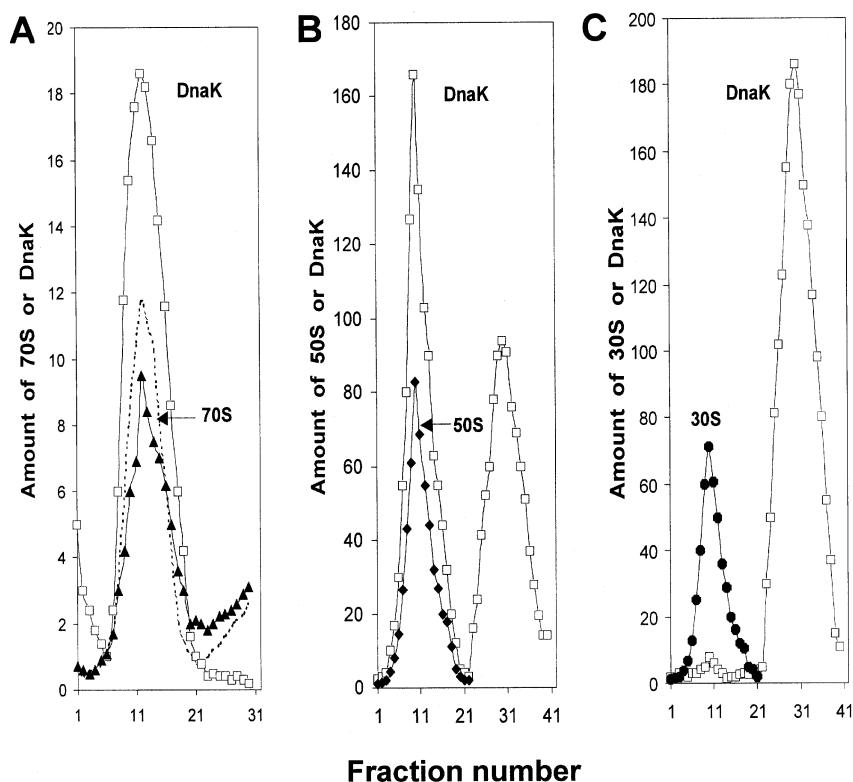 A
B
C
20
18
16
14
12
10
8
6
4
2
0
Amount of 70S or DnaK
DnaK
70S
1 11 21 31
180
160
140
120
100
80
60
40
20
0
Amount of 50S or DnaK
DnaK
50S
1 11 21 31 41
200
180
160
140
120
100
80
60
40
20
0
Amount of 30S or DnaK
DnaK
30S
1 11 21 31 41
Fraction number